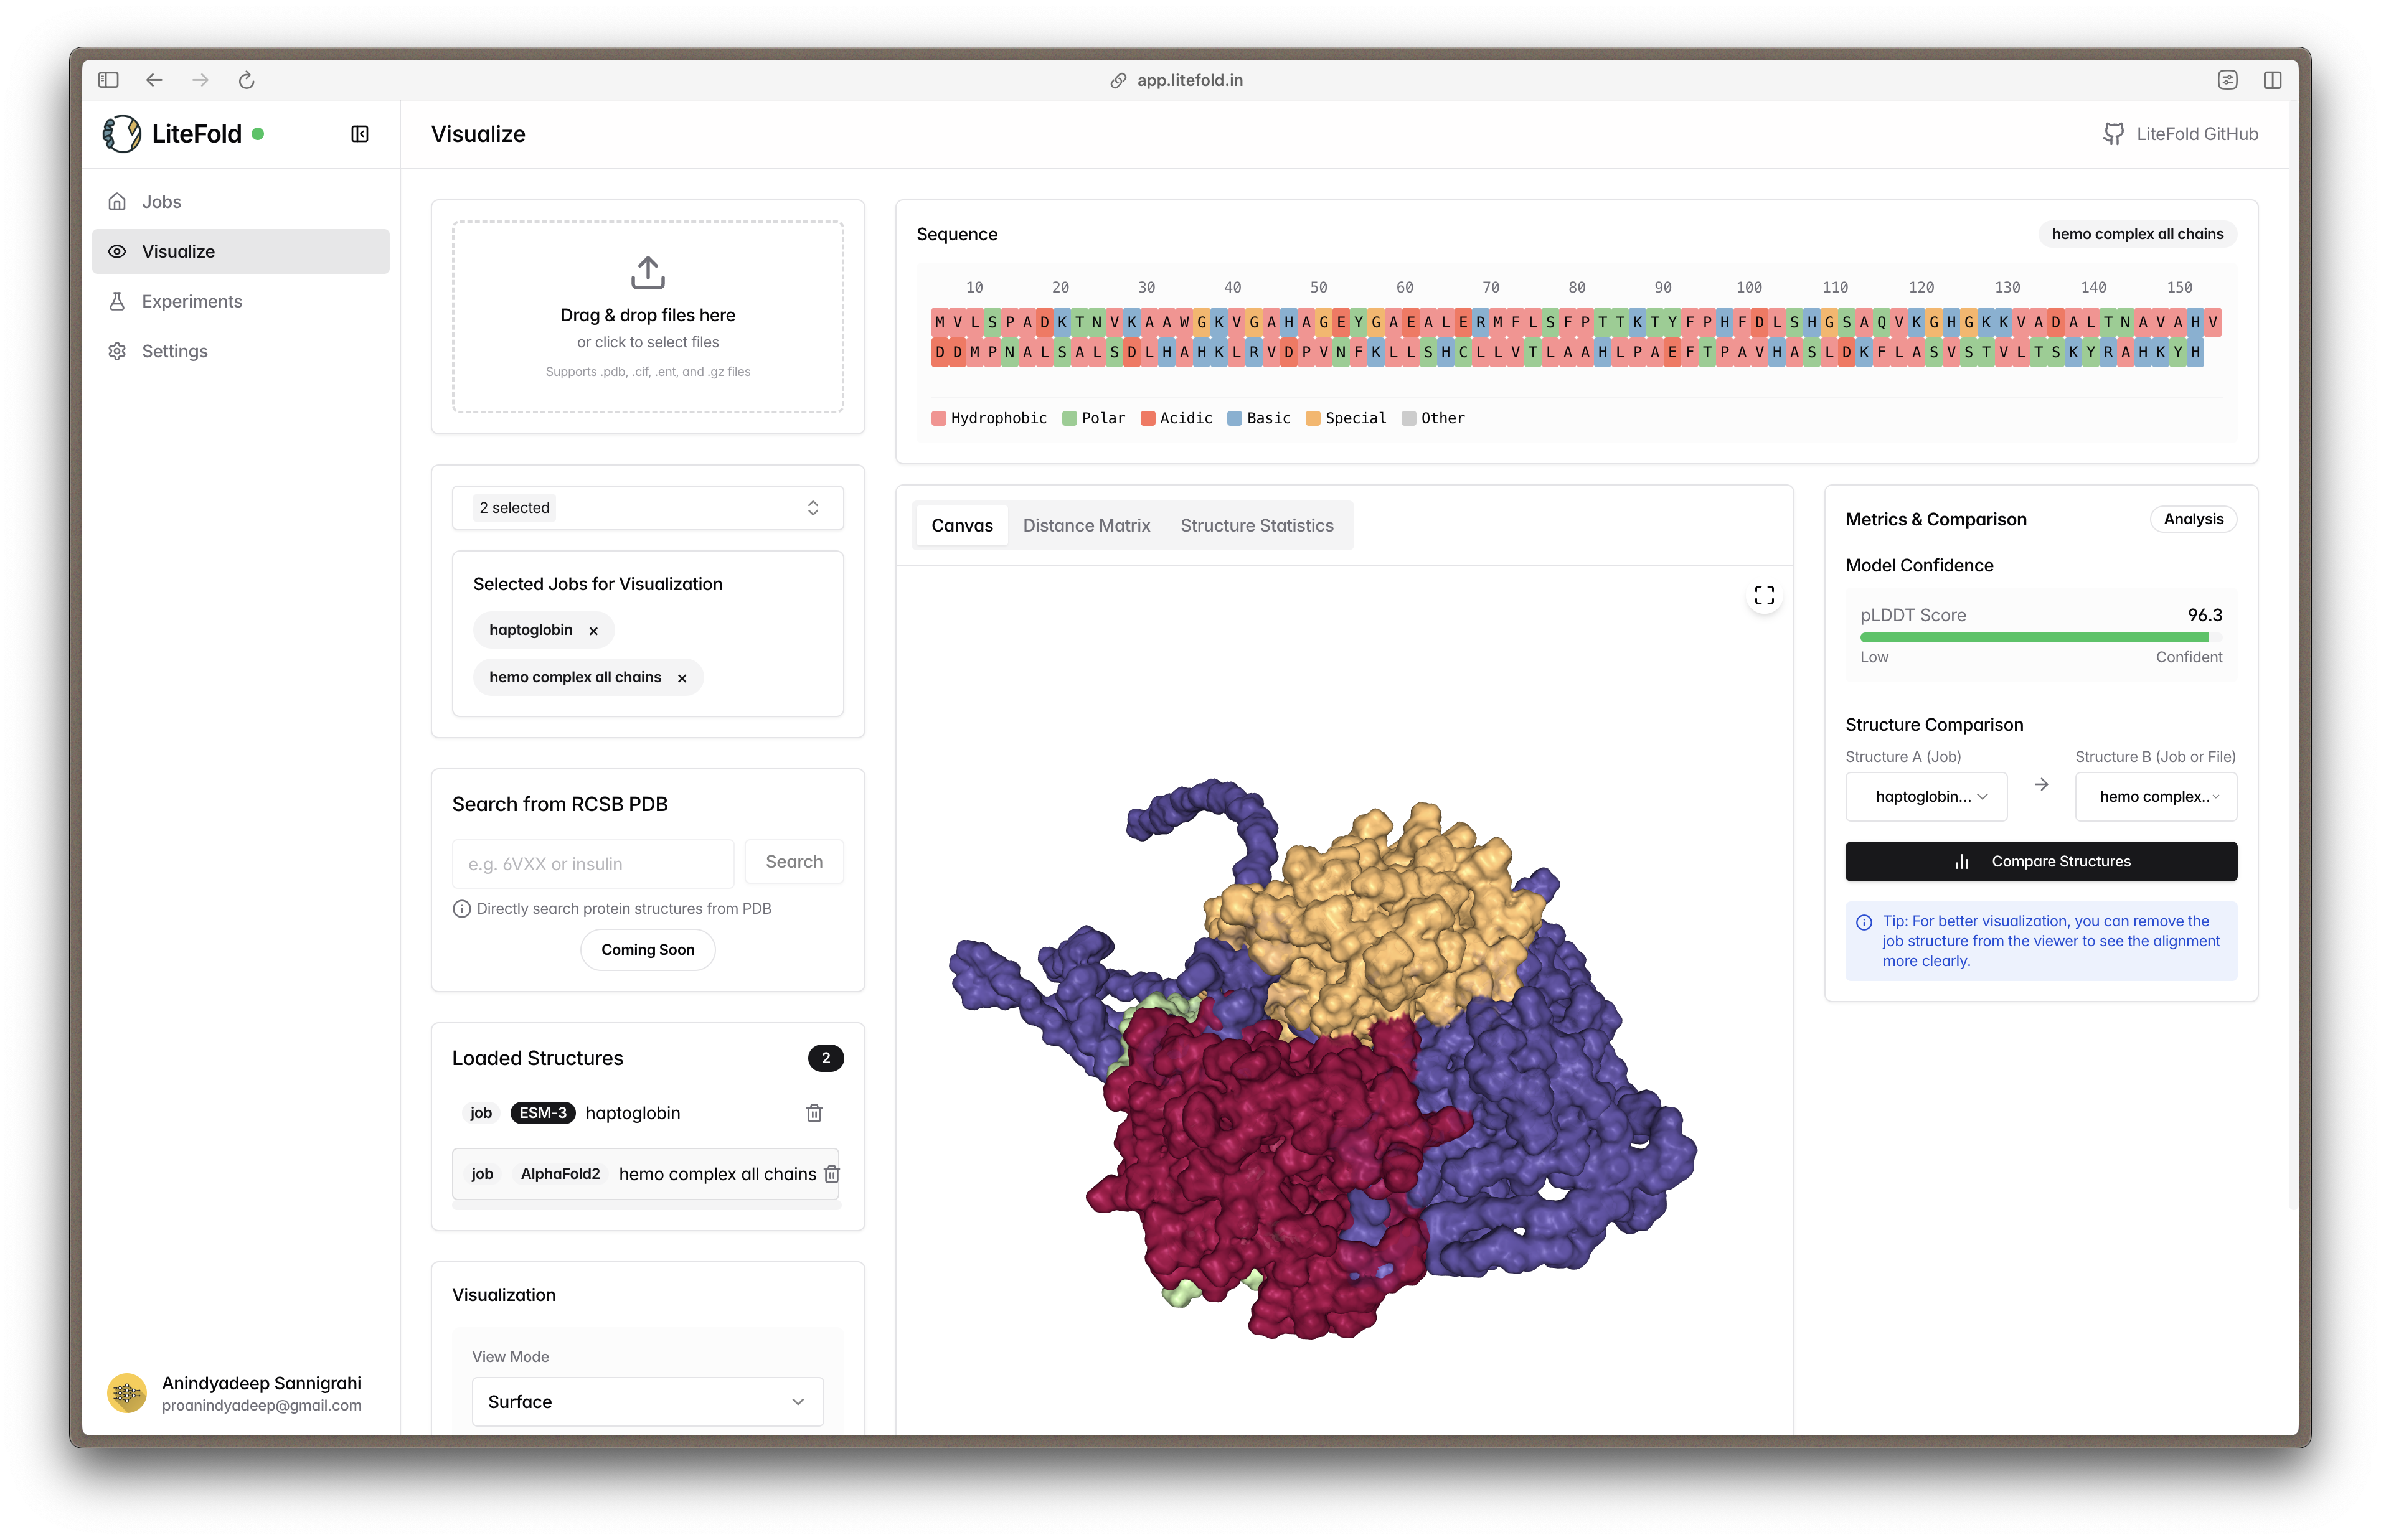 app.litefold.in
LiteFold
Visualize
LiteFold GitHub
Jobs
Visualize
Experiments
Settings
Anindyadeep Sannigrahi
proanindyadeep@gmail.com
Drag & drop files here
or click to select files
Supports .pdb, .cif, .ent, and .gz files
2 selected
Selected Jobs for Visualization
haptoglobin ×
hemo complex all chains ×
Search from RCSB PDB
e.g. 6VXX or insulin Search
Directly search protein structures from PDB
Coming Soon
Loaded Structures 2
job ESM-3 haptoglobin
job AlphaFold2 hemo complex all chains
Visualization
View Mode
Surface
Sequence hemo complex all chains
10 20 30 40 50 60 70 80 90 100 110 120 130 140 150
MVLSPADKTNVKAAWGKVGAHAGEYGAEALERMFLSFPTTKTYFPHFDLSHGSAQVKGHGKKVADALTNAVAHV
DDMPNALSALSDLHAHKLRVDPVNFKLLSHCLLVTLAAHLPAEFTPAVHASLDKFLASVSTVLTSKYRAHKYH
Hydrophobic Polar Acidic Basic Special Other
Canvas Distance Matrix Structure Statistics
Metrics & Comparison Analysis
Model Confidence
pLDDT Score 96.3
Low Confident
Structure Comparison
Structure A (Job) Structure B (Job or File)
haptoglobin... → hemo complex..
Compare Structures
Tip: For better visualization, you can remove the
job structure from the viewer to see the alignment
more clearly.